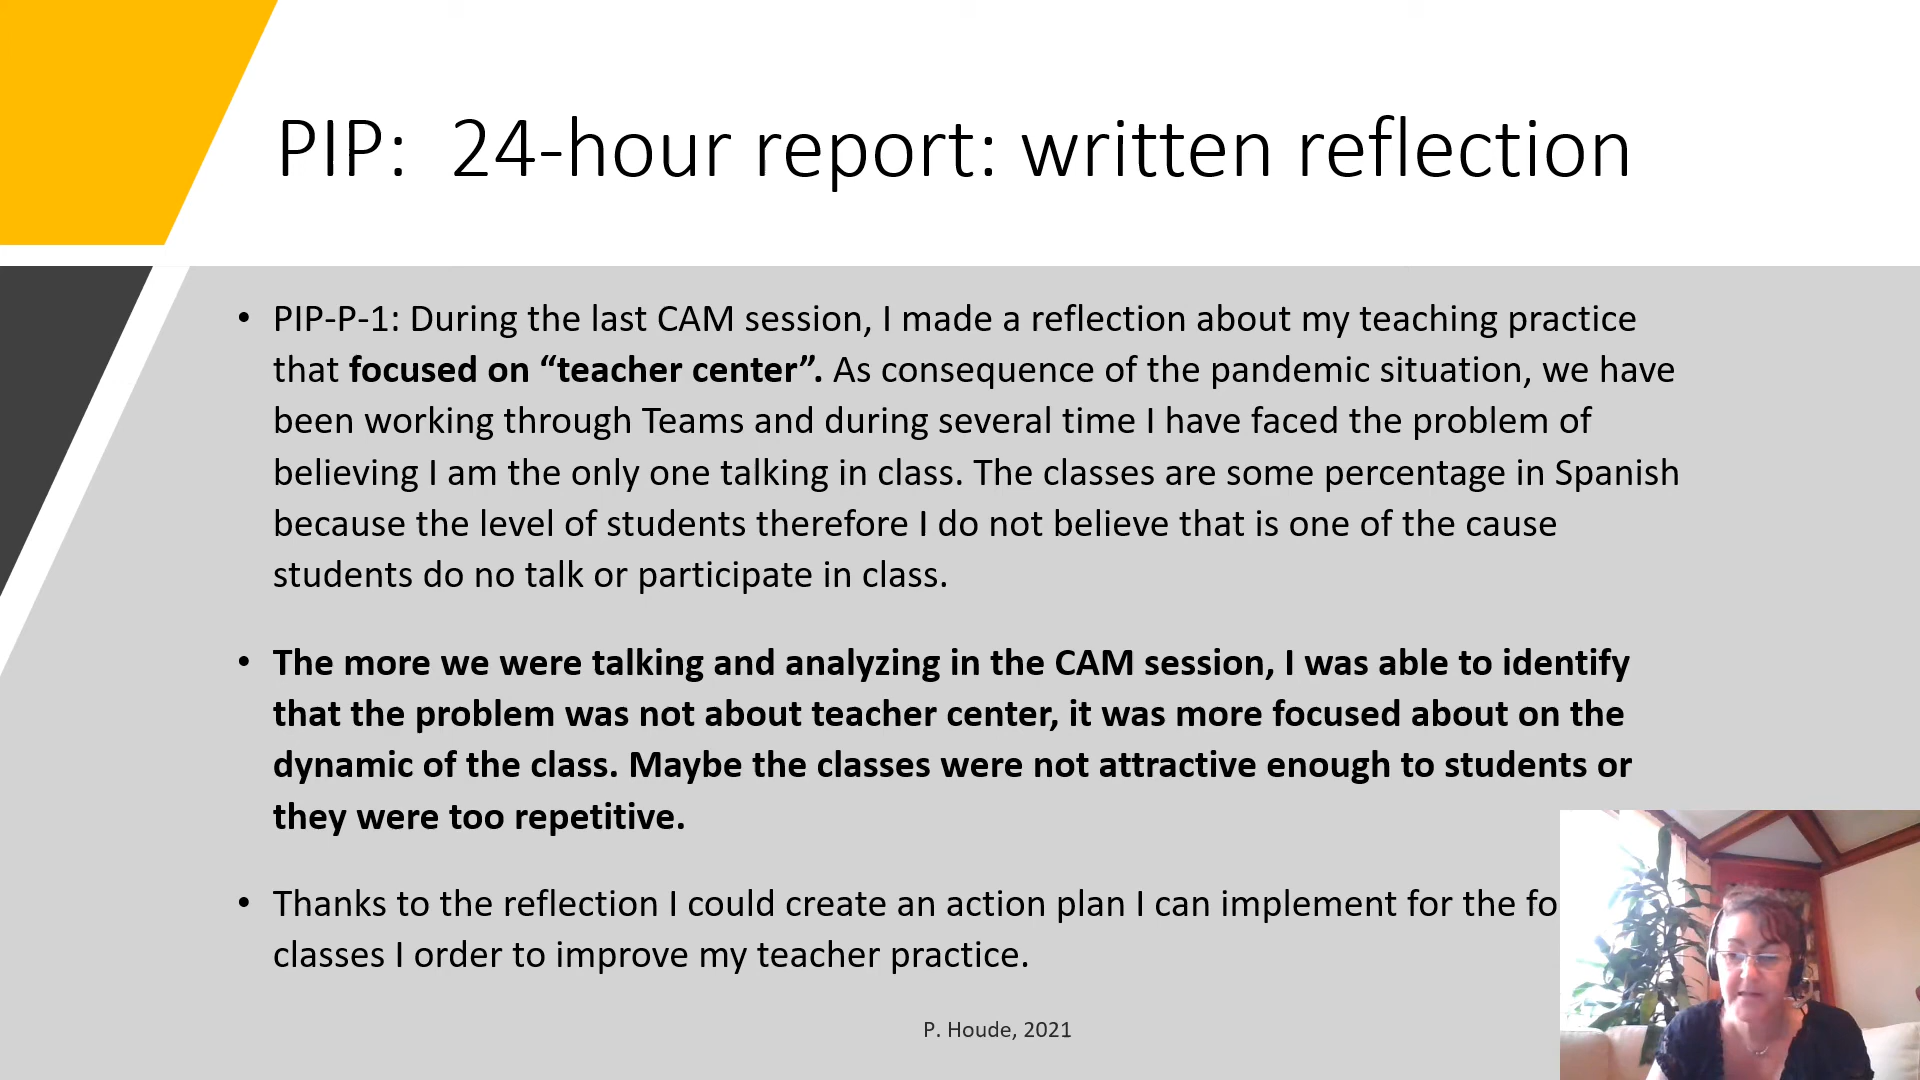 PIP:  24-hour report: written reflection
• PIP-P-1: During the last CAM session, I made a reflection about my teaching practice
that focused on “teacher center”. As consequence of the pandemic situation, we have
been working through Teams and during several time I have faced the problem of
believing I am the only one talking in class. The classes are some percentage in Spanish
because the level of students therefore I do not believe that is one of the cause
students do no talk or participate in class.
• The more we were talking and analyzing in the CAM session, I was able to identify
that the problem was not about teacher center, it was more focused about on the
dynamic of the class. Maybe the classes were not attractive enough to students or
they were too repetitive.
• Thanks to the reflection I could create an action plan I can implement for the fo
classes I order to improve my teacher practice.
P. Houde, 2021